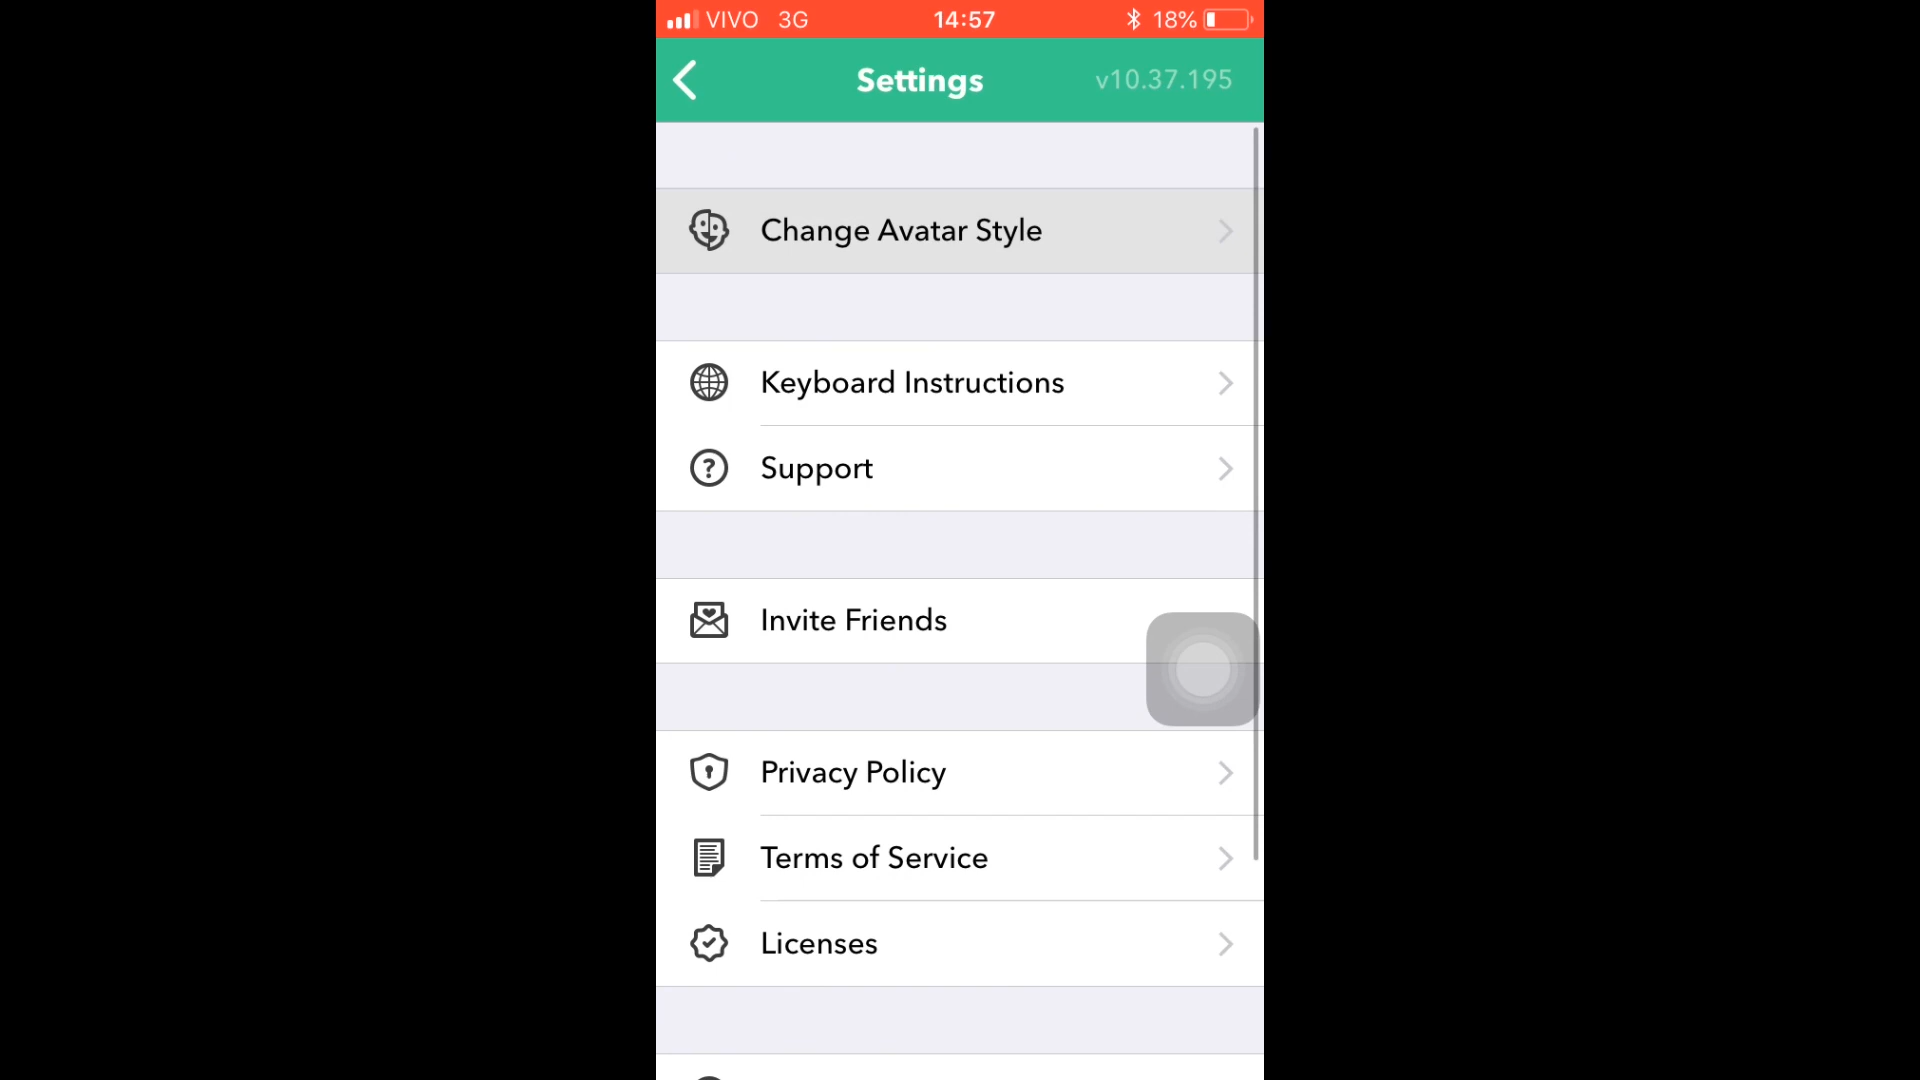 VIVO 3G 14:57 18%
Settings v10.37.195
Change Avatar Style
Keyboard Instructions
Support
Invite Friends
Privacy Policy
Terms of Service
Licenses